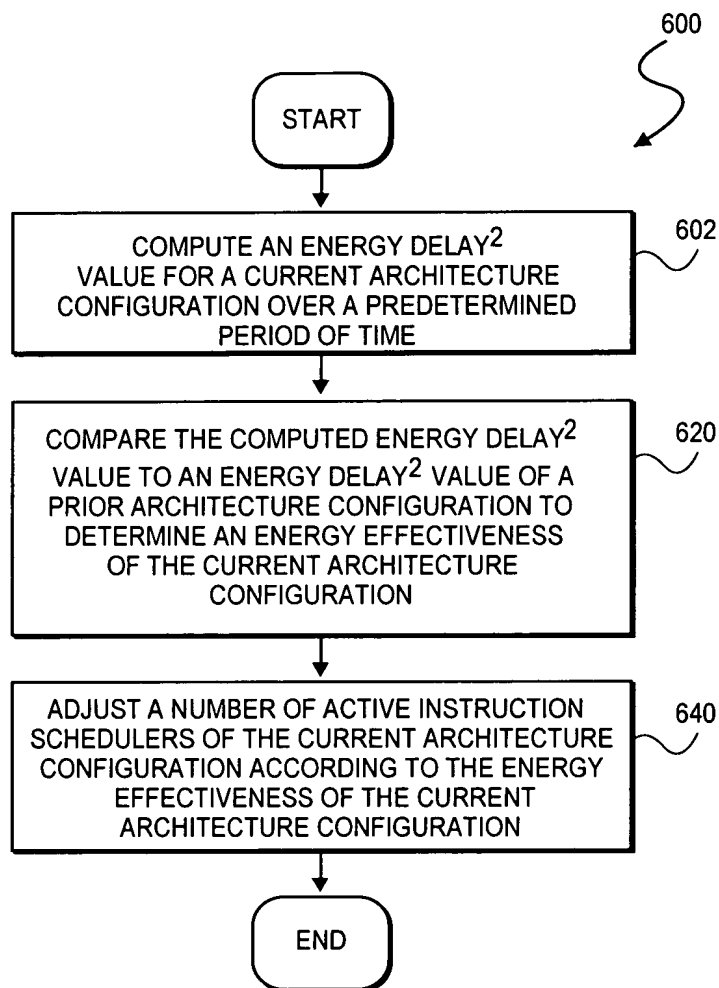 600
START
COMPUTE AN ENERGY DELAY²
VALUE FOR A CURRENT ARCHITECTURE
CONFIGURATION OVER A PREDETERMINED
PERIOD OF TIME
602
COMPARE THE COMPUTED ENERGY DELAY²
VALUE TO AN ENERGY DELAY² VALUE OF A
PRIOR ARCHITECTURE CONFIGURATION TO
DETERMINE AN ENERGY EFFECTIVENESS
OF THE CURRENT ARCHITECTURE
CONFIGURATION
620
ADJUST A NUMBER OF ACTIVE INSTRUCTION
SCHEDULERS OF THE CURRENT ARCHITECTURE
CONFIGURATION ACCORDING TO THE ENERGY
EFFECTIVENESS OF THE CURRENT
ARCHITECTURE CONFIGURATION
640
END